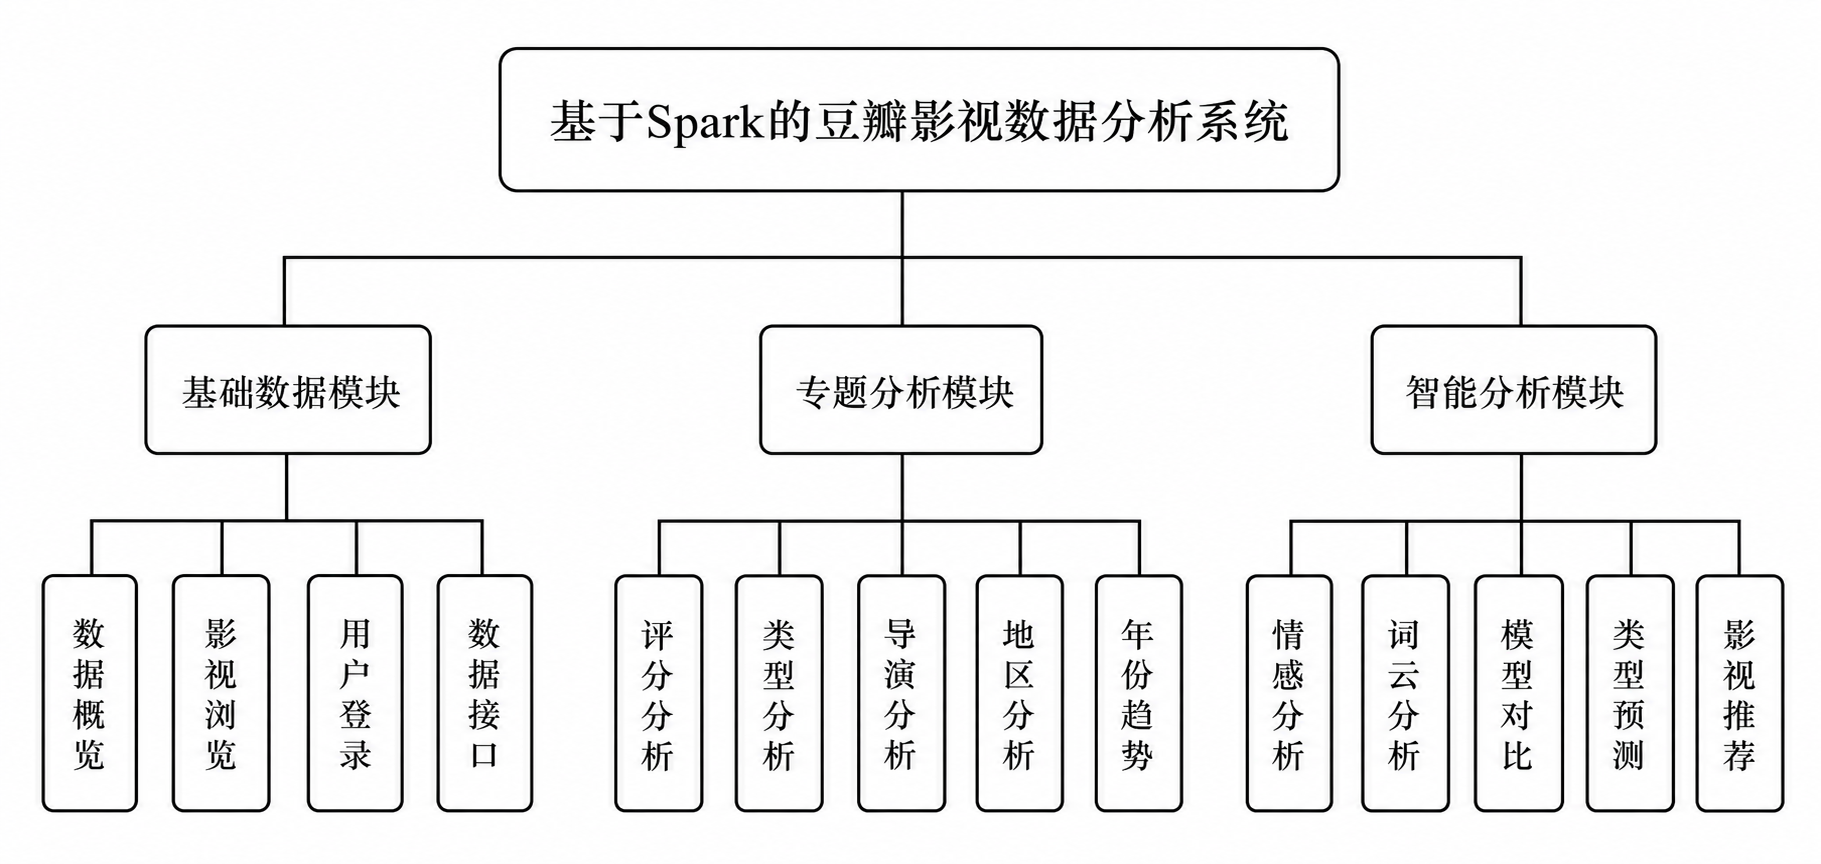 基于Spark的豆瓣影视数据分析系统
基础数据模块
专题分析模块
智能分析模块
数据概览
影视浏览
用户登录
数据接口
评分分析
类型分析
导演分析
地区分析
年份趋势
情感分析
词云分析
模型对比
类型预测
影视推荐